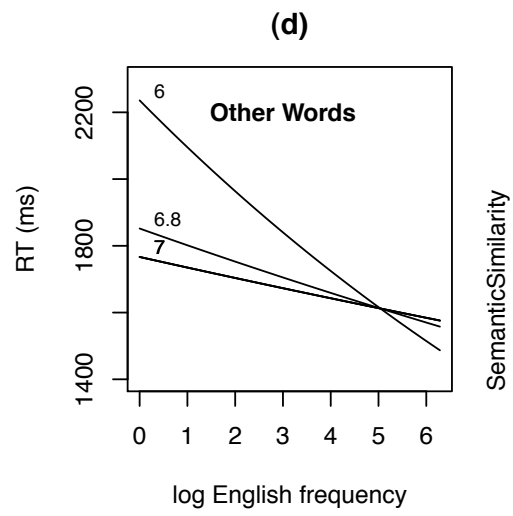 (d)
Other Words
6
6.8
7
RT (ms)
1400
1800
2200
0 1 2 3 4 5 6
log English frequency
SemanticSimilarity